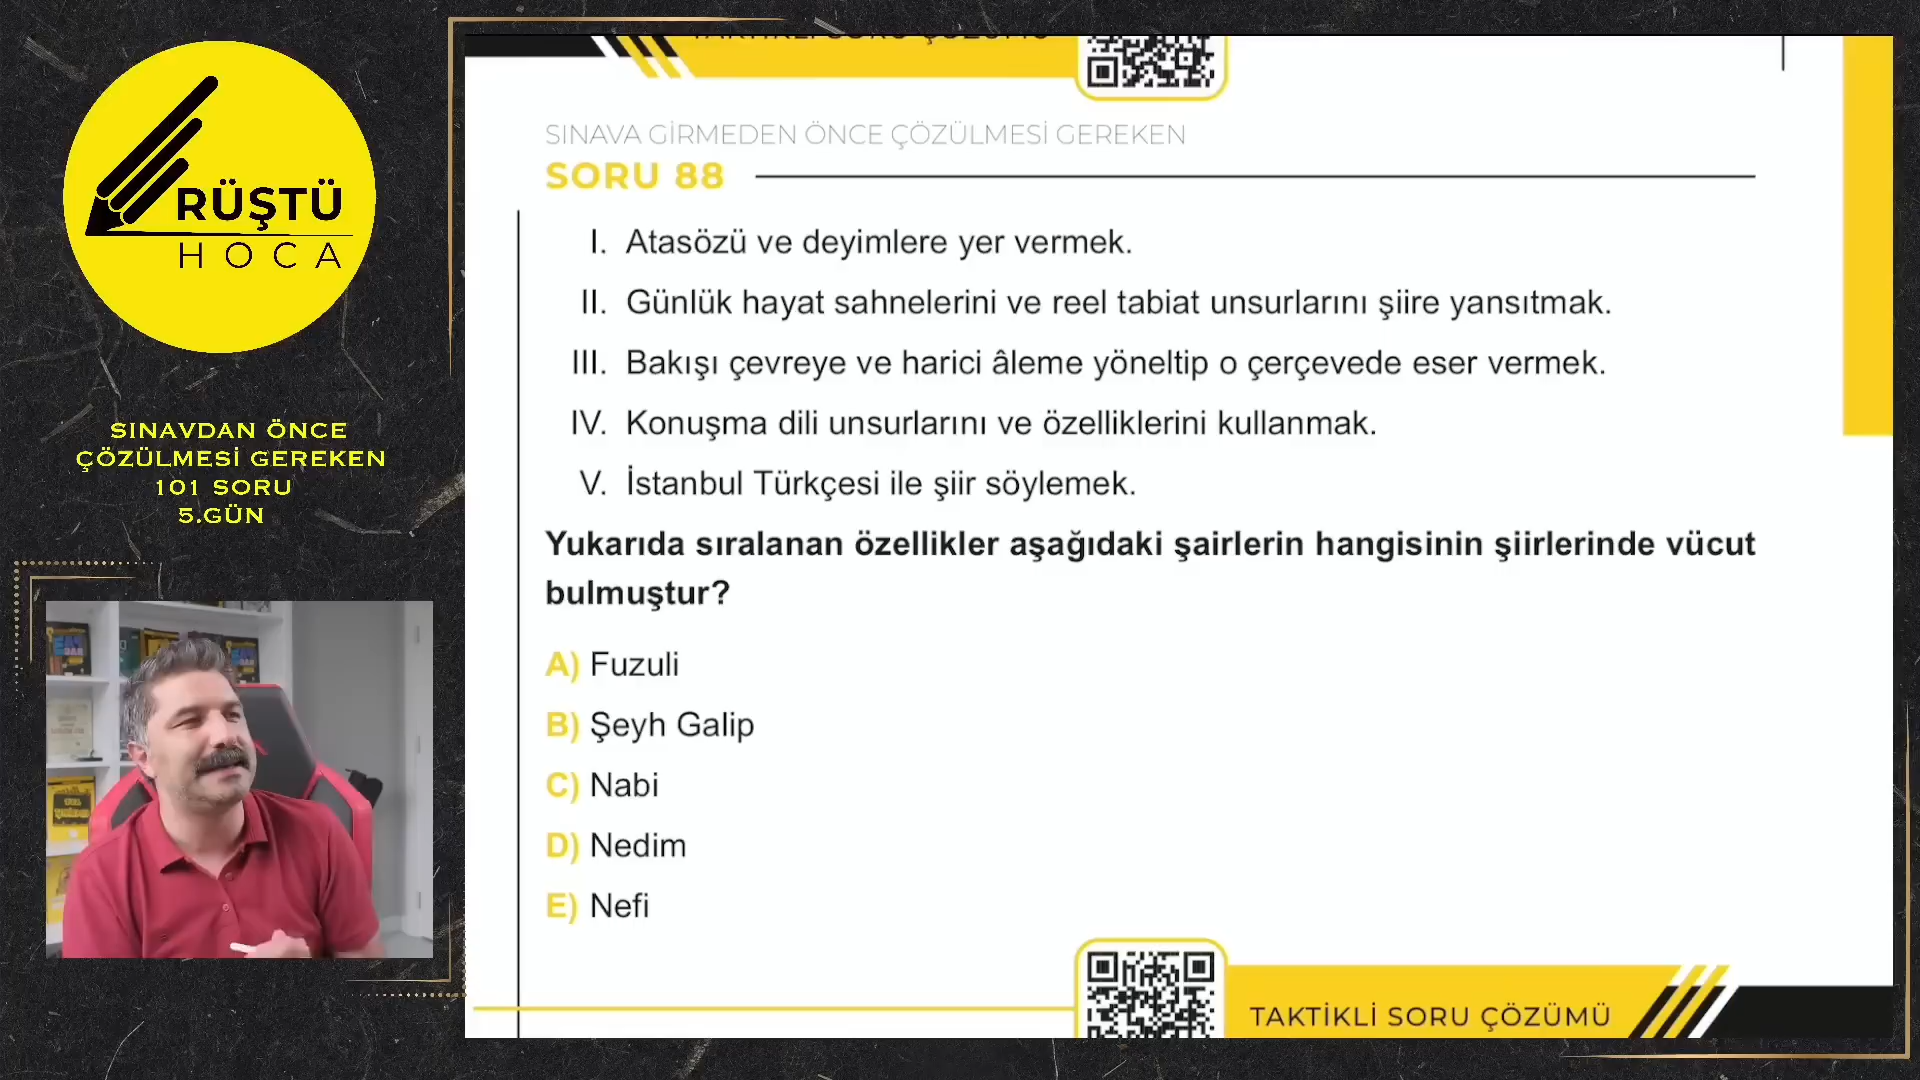 RÜŞTÜ
HOCA
SINAVDAN ÖNCE
ÇÖZÜLMESİ GEREKEN
101 SORU
5.GÜN
SINAVA GİRMEDEN ÖNCE ÇÖZÜLMESİ GEREKEN
SORU 88
I. Atasözü ve deyimlere yer vermek.
II. Günlük hayat sahnelerini ve reel tabiat unsurlarını şiire yansıtmak.
III. Bakışı çevreye ve harici âleme yöneltip o çerçevede eser vermek.
IV. Konuşma dili unsurlarını ve özelliklerini kullanmak.
V. İstanbul Türkçesi ile şiir söylemek.
Yukarıda sıralanan özellikler aşağıdaki şairlerin hangisinin şiirlerinde vücut
bulmuştur?
A) Fuzuli
B) Şeyh Galip
C) Nabi
D) Nedim
E) Nefi
TAKTİKLİ SORU ÇÖZÜMÜ